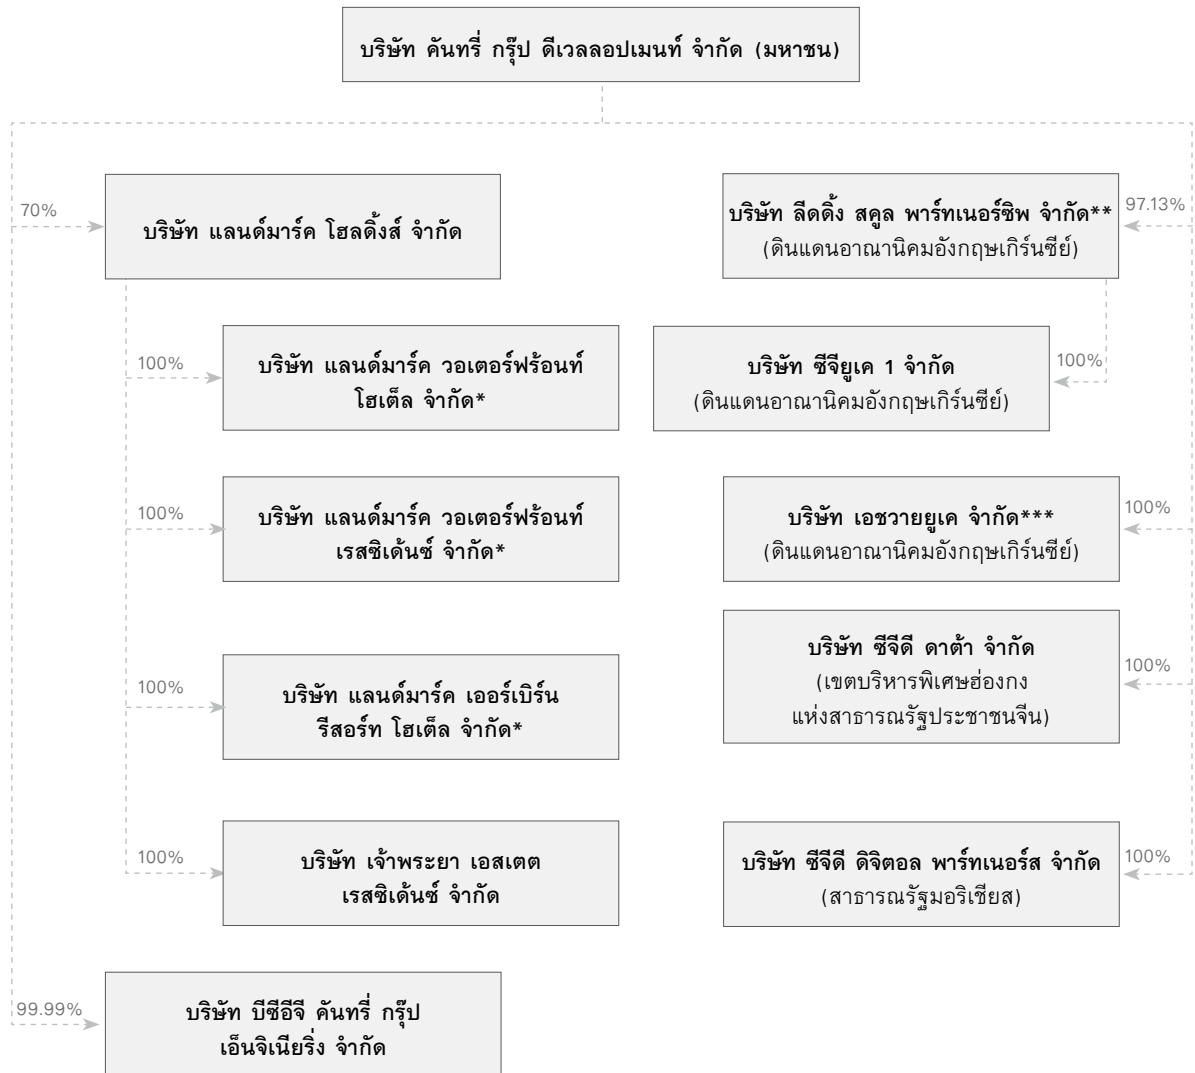 บริษัท คันทรี่ กรุ๊ป ดีเวลลอปเมนท์ จำกัด (มหาชน)
70%
บริษัท แลนด์มาร์ค โฮลดิ้งส์ จำกัด
100%
บริษัท แลนด์มาร์ค วอเตอร์ฟร้อนท์
โฮเต็ล จำกัด*
100%
บริษัท แลนด์มาร์ค วอเตอร์ฟร้อนท์
เรสซิเด้นซ์ จำกัด*
100%
บริษัท แลนด์มาร์ค เออร์เบิร์น
รีสอร์ท โฮเต็ล จำกัด*
100%
บริษัท เจ้าพระยา เอสเตต
เรสซิเด้นซ์ จำกัด
99.99%
บริษัท บีซีอีจี คันทรี่ กรุ๊ป
เอ็นจิเนียริ่ง จำกัด
บริษัท ลีดดิ้ง สคูล พาร์ทเนอร์ชิพ จำกัด**
(ดินแดนอาณานิคมอังกฤษเกิร์นซีย์)
97.13%
บริษัท ซีจียูเค 1 จำกัด
(ดินแดนอาณานิคมอังกฤษเกิร์นซีย์)
100%
บริษัท เอชวายยูเค จำกัด***
(ดินแดนอาณานิคมอังกฤษเกิร์นซีย์)
100%
บริษัท ซีจีดี ดาต้า จำกัด
(เขตบริหารพิเศษฮ่องกง
แห่งสาธารณรัฐประชาชนจีน)
100%
บริษัท ซีจีดี ดิจิตอล พาร์ทเนอร์ส จำกัด
(สาธารณรัฐมอริเชียส)
100%